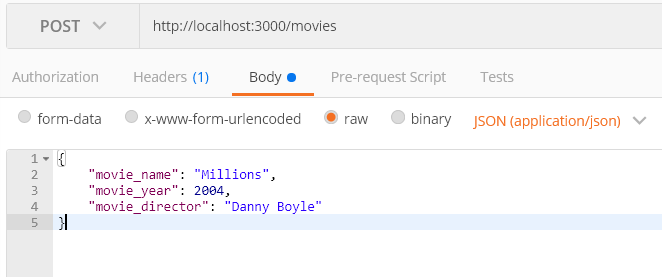 POST http://localhost:3000/movies
Authorization Headers (1) Body Pre-request Script Tests
form-data x-www-form-urlencoded raw binary JSON (application/json)
1 {
2 "movie_name": "Millions",
3 "movie_year": 2004,
4 "movie_director": "Danny Boyle"
5 }